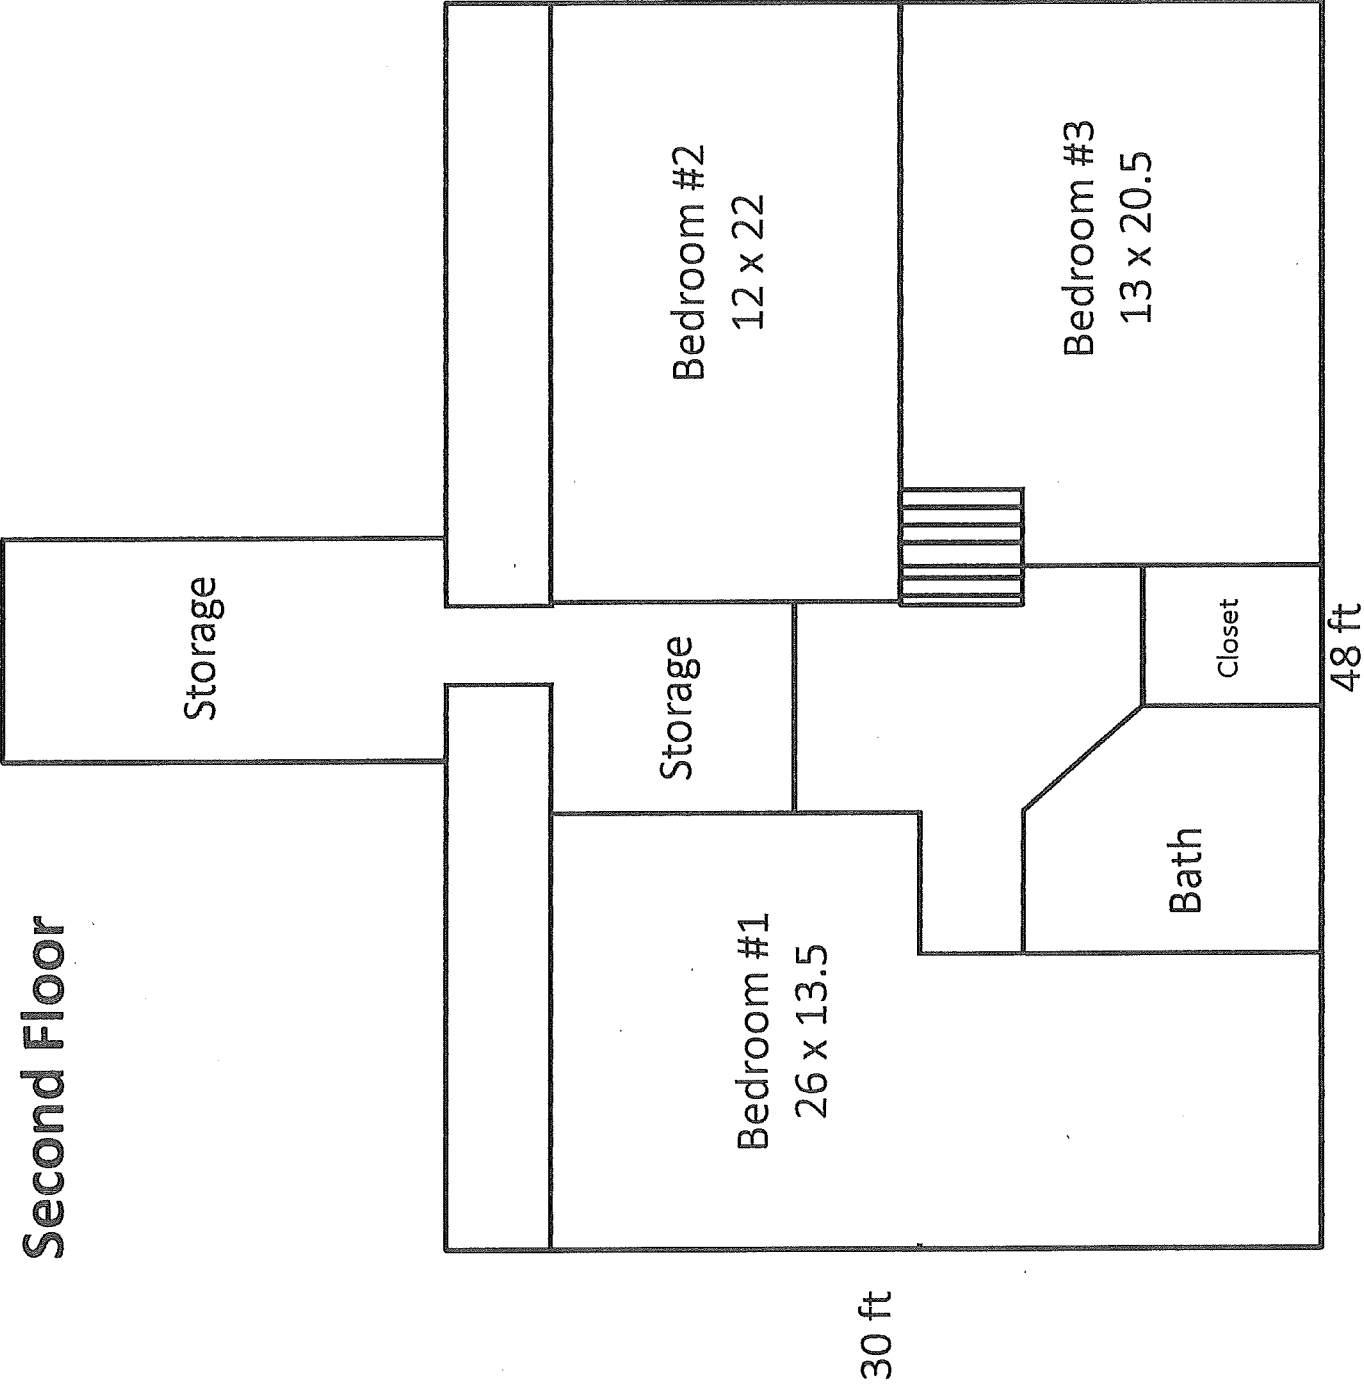 Second Floor
Storage
Storage
Bedroom #1
26 x 13.5
Bedroom #2
12 x 22
Bedroom #3
13 x 20.5
Bath
Closet
30 ft
48 ft